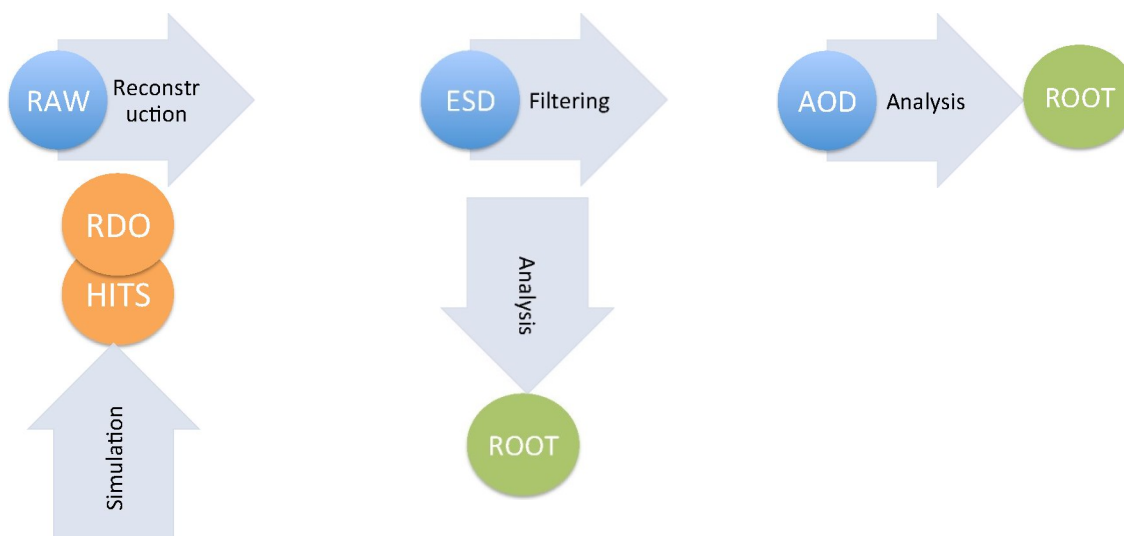 RAW
Reconstr
uction
ESD
Filtering
AOD
Analysis
ROOT
RDO
HITS
Simulation
Analysis
ROOT